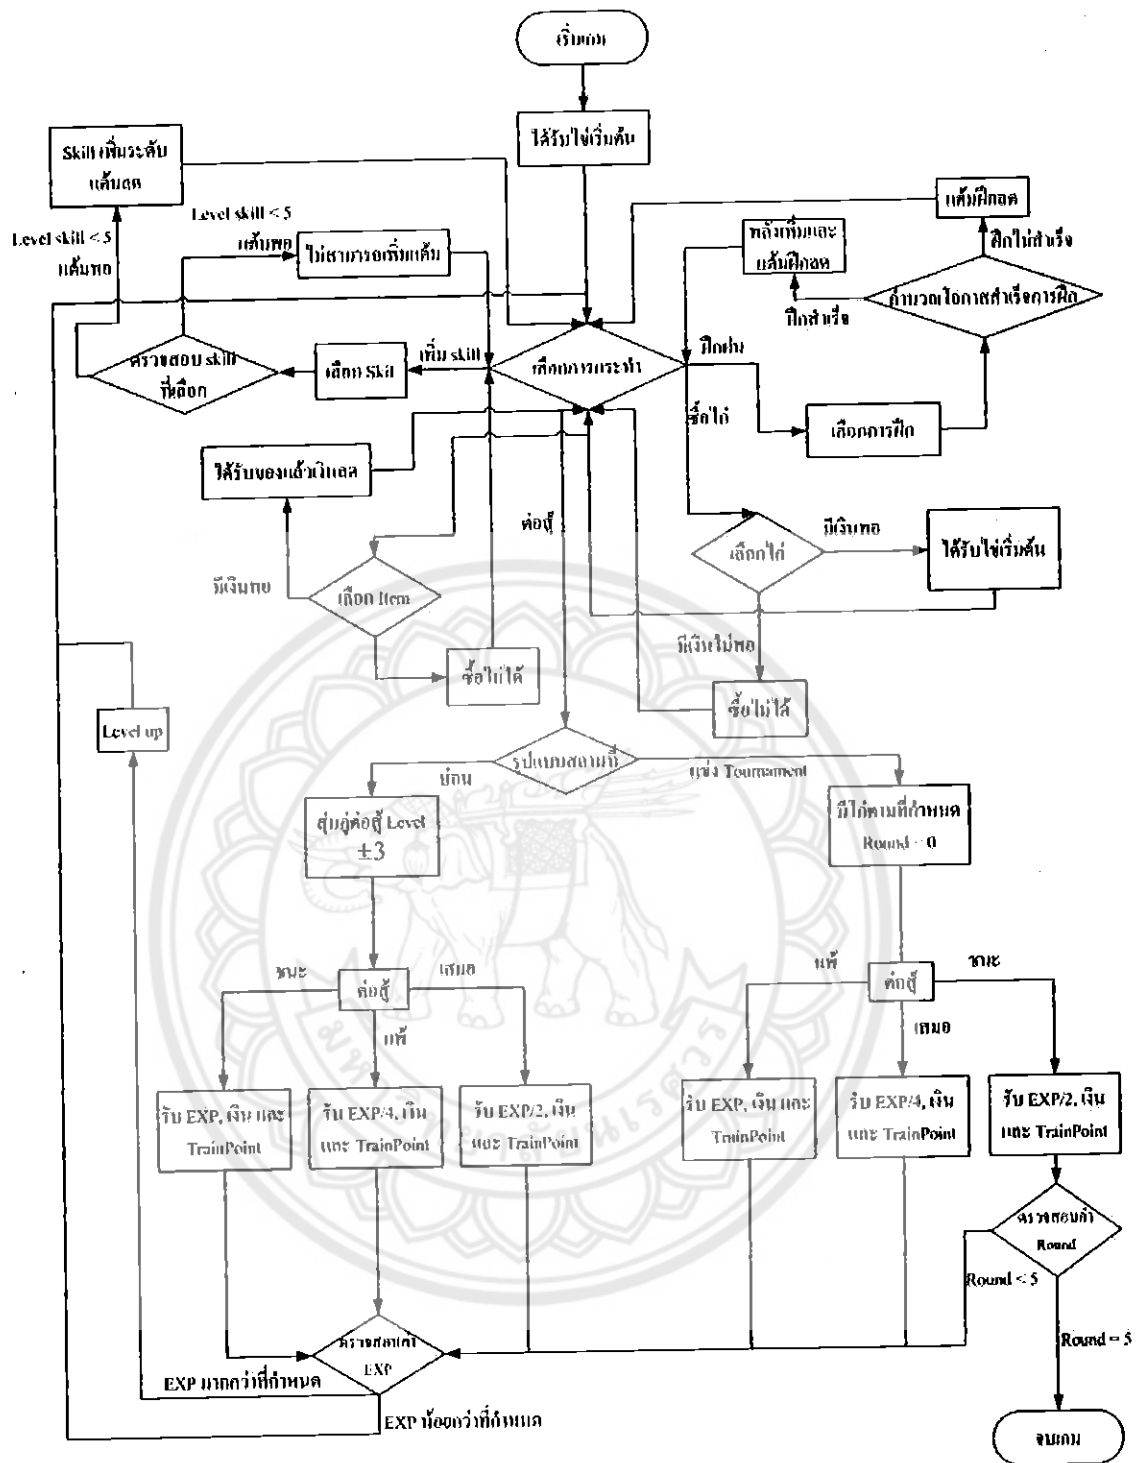 เริ่มเกม
ได้รับไข่เริ่มต้น
Skill เพิ่มระดับ
แต้มลด
Level skill < 5
แต้มพอ
Level skill < 5
แต้มพอ
ไม่สามารถเพิ่มแต้ม
แต้มฝึกลด
พลังเพิ่มและ
แต้มฝึกลด
ฝึกไม่สำเร็จ
คำนวณโอกาสสำเร็จการฝึก
ฝึกสำเร็จ
ตรวจสอบ skill
ที่เลือก
เลือก Skil
เพิ่ม skill
เลือกการกระทำ
ฝึกฝน
ซื้อไก่
เลือกการฝึก
ได้รับของแล้วเงินลด
ต่อสู้
มีเงินพอ
เลือก Item
ซื้อไม่ได้
เลือกไก่
มีเงินพอ
ได้รับไข่เริ่มต้น
มีเงินไม่พอ
ซื้อไม่ได้
Level up
รูปแบบสถานที่
บ่อน
แข่ง Tournament
สุ่มคู่ต่อสู้ Level
±3
มีไก่ตามที่กำหนด
Round = 0
ชนะ
ต่อสู้
เสมอ
แพ้
แพ้
ต่อสู้
ชนะ
เสมอ
รับ EXP, เงิน และ
TrainPoint
รับ EXP/4, เงิน
และ TrainPoint
รับ EXP/2, เงิน
และ TrainPoint
รับ EXP, เงิน และ
TrainPoint
รับ EXP/4, เงิน
และ TrainPoint
รับ EXP/2, เงิน
และ TrainPoint
ตรวจสอบค่า
Round
Round < 5
Round = 5
ตรวจสอบค่า
EXP
EXP มากกว่าที่กำหนด
EXP น้อยกว่าที่กำหนด
จบเกม